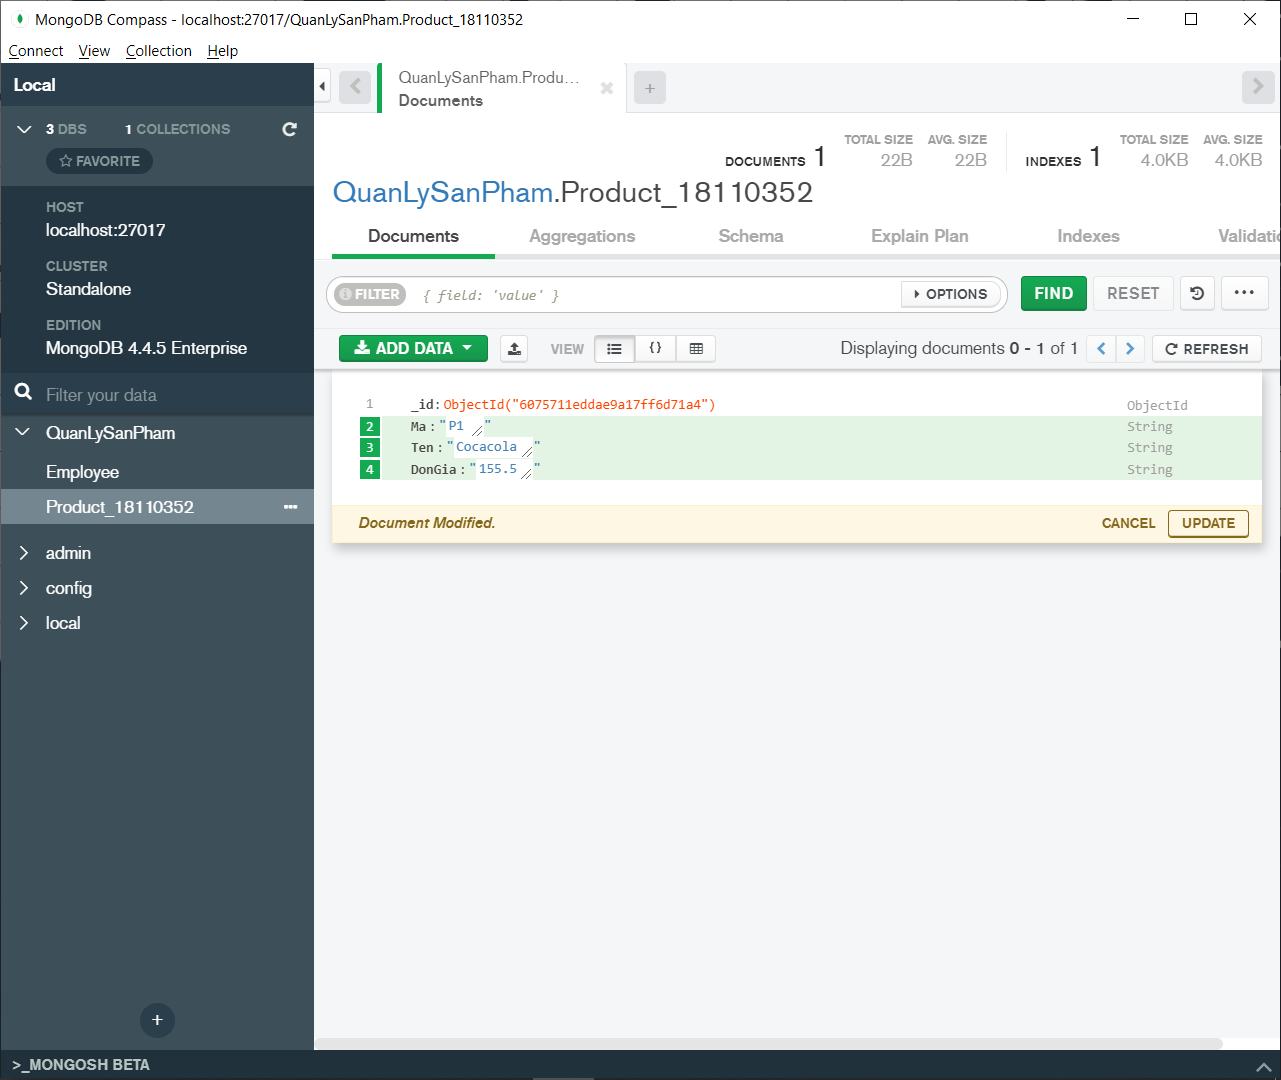 MongoDB Compass - localhost:27017/QuanLySanPham.Product_18110352
Connect View Collection Help
Local
3 DBS 1 COLLECTIONS
FAVORITE
HOST
localhost:27017
CLUSTER
Standalone
EDITION
MongoDB 4.4.5 Enterprise
Filter your data
QuanLySanPham
Employee
Product_18110352
admin
config
local
>_MONGOSH BETA
QuanLySanPham.Produ...
Documents
DOCUMENTS 1 TOTAL SIZE 22B AVG. SIZE 22B INDEXES 1 TOTAL SIZE 4.0KB AVG. SIZE 4.0KB
QuanLySanPham.Product_18110352
Documents Aggregations Schema Explain Plan Indexes Validatio
FILTER { field: 'value' } OPTIONS FIND RESET ...
ADD DATA VIEW {} Displaying documents 0 - 1 of 1 < > REFRESH
1 _id: ObjectId("6075711eddae9a17ff6d71a4") ObjectId
2 Ma : "P1" String
3 Ten : "Cocacola" String
4 DonGia : "155.5" String
Document Modified. CANCEL UPDATE